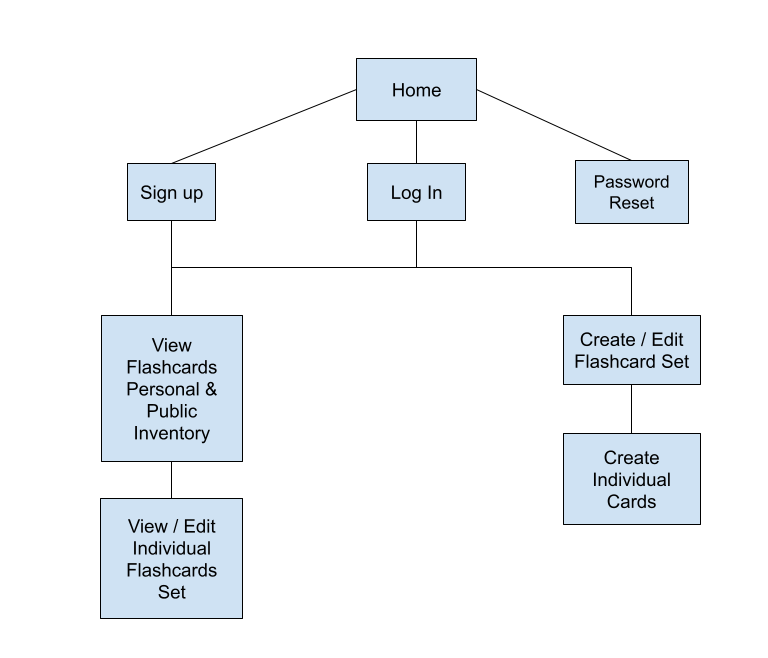 Home
Sign up
Log In
Password
Reset
View
Flashcards
Personal &
Public
Inventory
Create / Edit
Flashcard Set
Create
Individual
Cards
View / Edit
Individual
Flashcards
Set